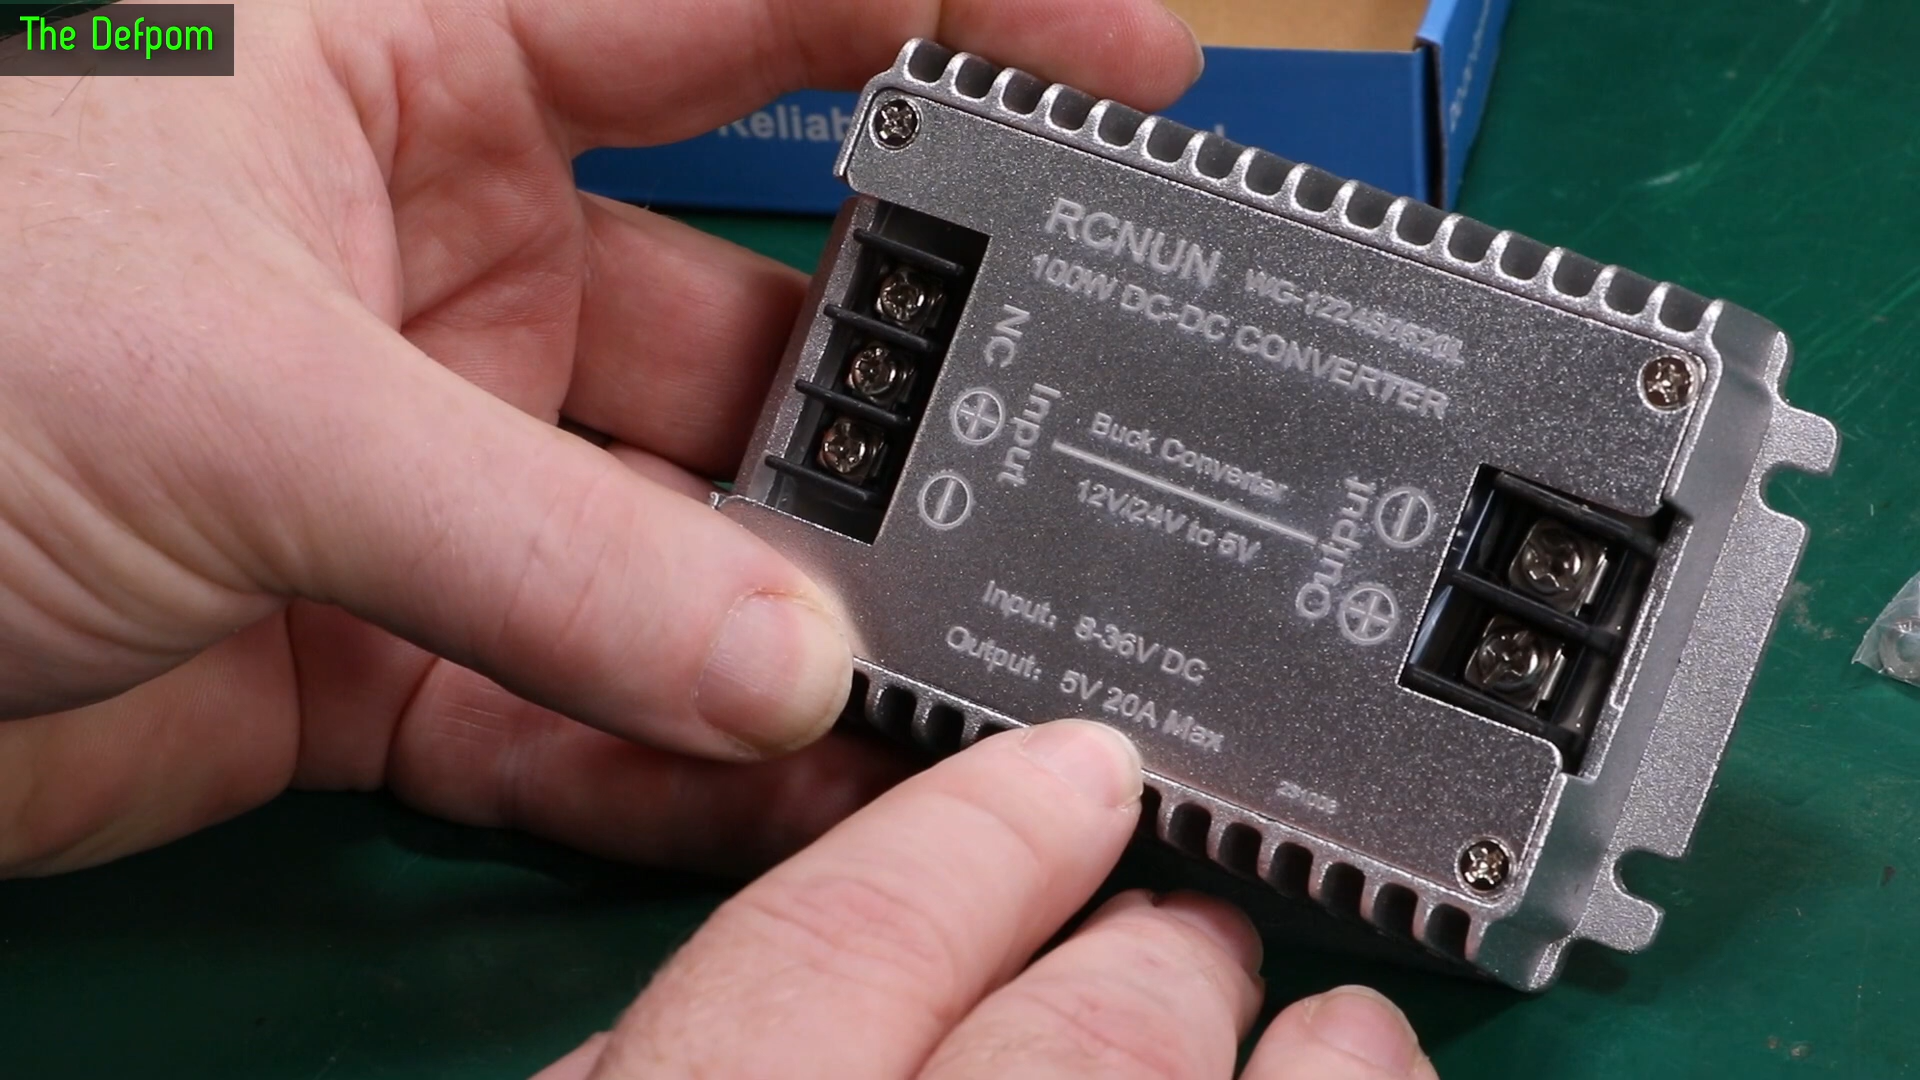 The Defpom
RCNUN
100W DC-DC CONVERTER
NC
Input
Buck Converter
12V/24V to 5V
Output
Input: 8-36V DC
Output: 5V 20A Max